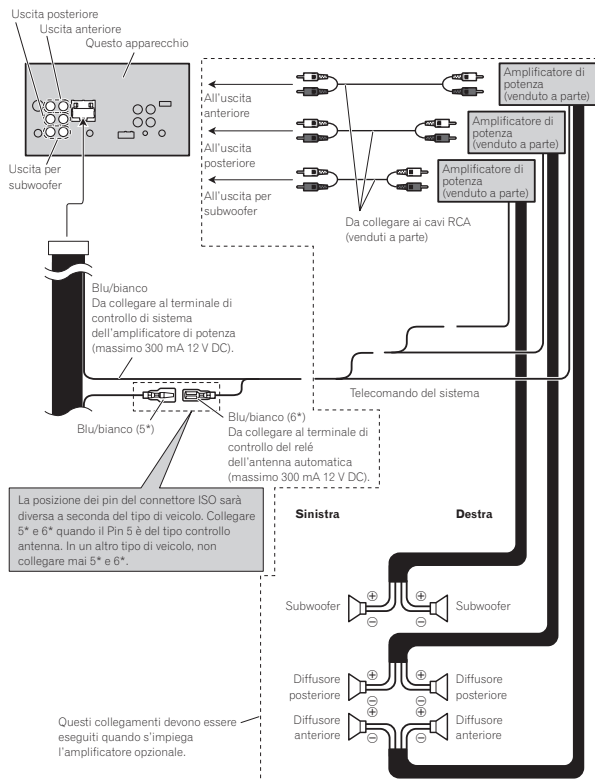 Uscita posteriore
Uscita anteriore
Questo apparecchio
Uscita per
subwoofer
All'uscita
anteriore
All'uscita
posteriore
All'uscita per
subwoofer
Amplificatore di
potenza
(venduto a parte)
Amplificatore di
potenza
(venduto a parte)
Amplificatore di
potenza
(venduto a parte)
Da collegare ai cavi RCA
(venduti a parte)
Blu/bianco
Da collegare al terminale di
controllo di sistema
dell'amplificatore di potenza
(massimo 300 mA 12 V DC).
Telecomando del sistema
Blu/bianco (5*)
Blu/bianco (6*)
Da collegare al terminale di
controllo del relé
dell'antenna automatica
(massimo 300 mA 12 V DC).
La posizione dei pin del connettore ISO sarà
diversa a seconda del tipo di veicolo. Collegare
5* e 6* quando il Pin 5 è del tipo controllo
antenna. In un altro tipo di veicolo, non
collegare mai 5* e 6*.
Sinistra
Destra
Subwoofer
+
−
+
−
Subwoofer
Diffusore
posteriore
+
−
+
−
Diffusore
posteriore
Diffusore
anteriore
+
−
+
−
Diffusore
anteriore
Questi collegamenti devono essere
eseguiti quando s'impiega
l'amplificatore opzionale.